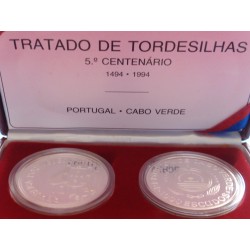 TRATADO DE TORDESILHAS
5.º CENTENÁRIO
1494 • 1994
PORTUGAL - CABO VERDE